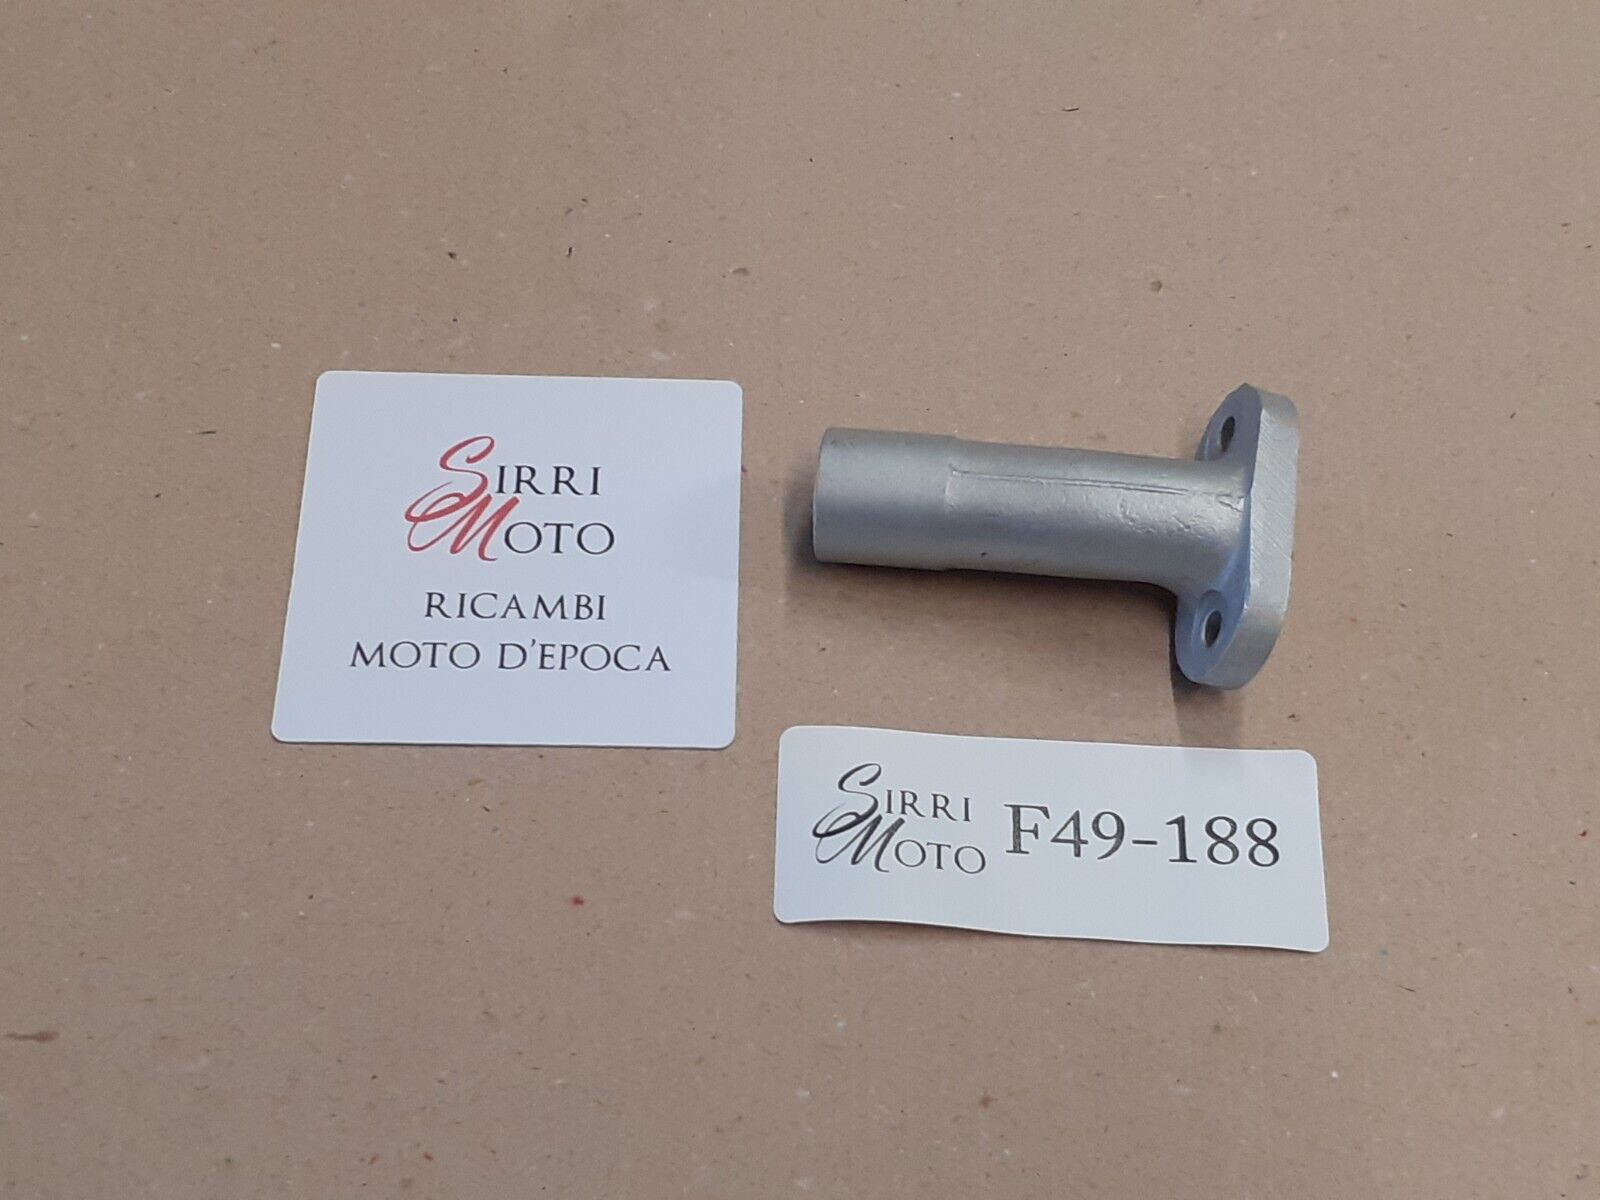 SIRRI
MOTO
RICAMBI
MOTO D'EPOCA
SIRRI
MOTO
F49-188